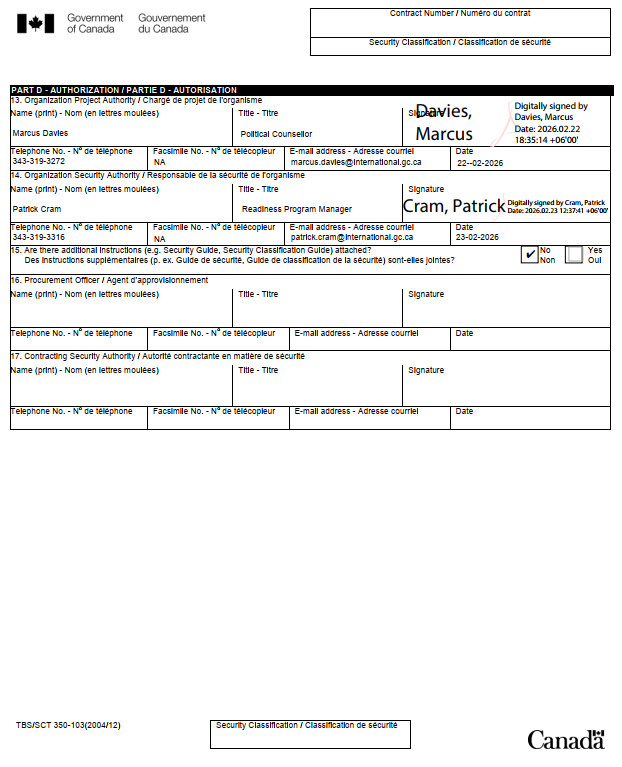 Government of Canada
Gouvernement du Canada
Contract Number / Numéro du contrat
Security Classification / Classification de sécurité
PART D - AUTHORIZATION / PARTIE D - AUTORISATION
13. Organization Project Authority / Chargé de projet de l'organisme
Name (print) - Nom (en lettres moulées) Title - Titre Signature
Marcus Davies Political Counsellor Davies, Marcus
Digitally signed by
Davies, Marcus
Date: 2026.02.22
18:35:14 +06'00'
Telephone No. - N° de téléphone Facsimile No. - N° de télécopieur E-mail address - Adresse courriel Date
343-319-3272 NA marcus.davies@international.gc.ca 22--02-2026
14. Organization Security Authority / Responsable de la sécurité de l'organisme
Name (print) - Nom (en lettres moulées) Title - Titre Signature
Patrick Cram Readiness Program Manager Cram, Patrick
Digitally signed by Cram, Patrick
Date: 2026.02.23 12:37:41 +06'00'
Telephone No. - N° de téléphone Facsimile No. - N° de télécopieur E-mail address - Adresse courriel Date
343-319-3316 NA patrick.cram@international.gc.ca 23-02-2026
15. Are there additional instructions (e.g. Security Guide, Security Classification Guide) attached?
Des instructions supplémentaires (p. ex. Guide de sécurité, Guide de classification de la sécurité) sont-elles jointes?
✔ No Non Yes Oui
16. Procurement Officer / Agent d'approvisionnement
Name (print) - Nom (en lettres moulées) Title - Titre Signature
Telephone No. - N° de téléphone Facsimile No. - N° de télécopieur E-mail address - Adresse courriel Date
17. Contracting Security Authority / Autorité contractante en matière de sécurité
Name (print) - Nom (en lettres moulées) Title - Titre Signature
Telephone No. - N° de téléphone Facsimile No. - N° de télécopieur E-mail address - Adresse courriel Date
TBS/SCT 350-103(2004/12)
Security Classification / Classification de sécurité
Canada